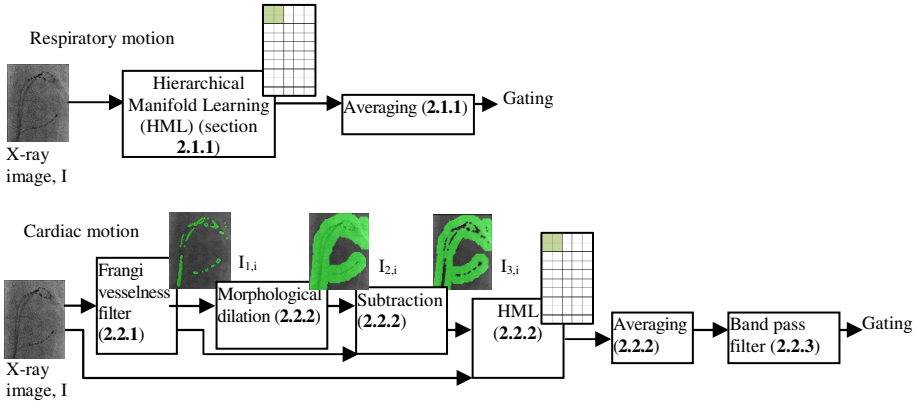 Respiratory motion
X-ray
image, I
Hierarchical
Manifold Learning
(HML) (section
2.1.1)
Averaging (2.1.1)
Gating
Cardiac motion
X-ray
image, I
Frangi
vesselness
filter
(2.2.1)
I1,i
Morphological
dilation (2.2.2)
I2,i
Subtraction
(2.2.2)
I3,i
HML
(2.2.2)
Averaging
(2.2.2)
Band pass
filter (2.2.3)
Gating